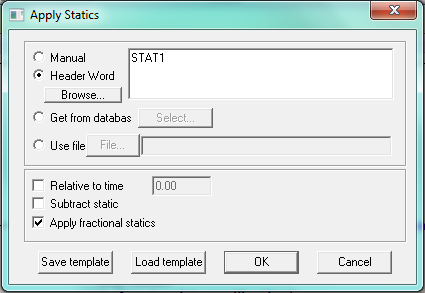 Apply Statics
Manual
STAT1
Header Word
Browse...
Get from databas
Select...
Use file
File...
Relative to time
0.00
Subtract static
Apply fractional statics
Save template
Load template
OK
Cancel